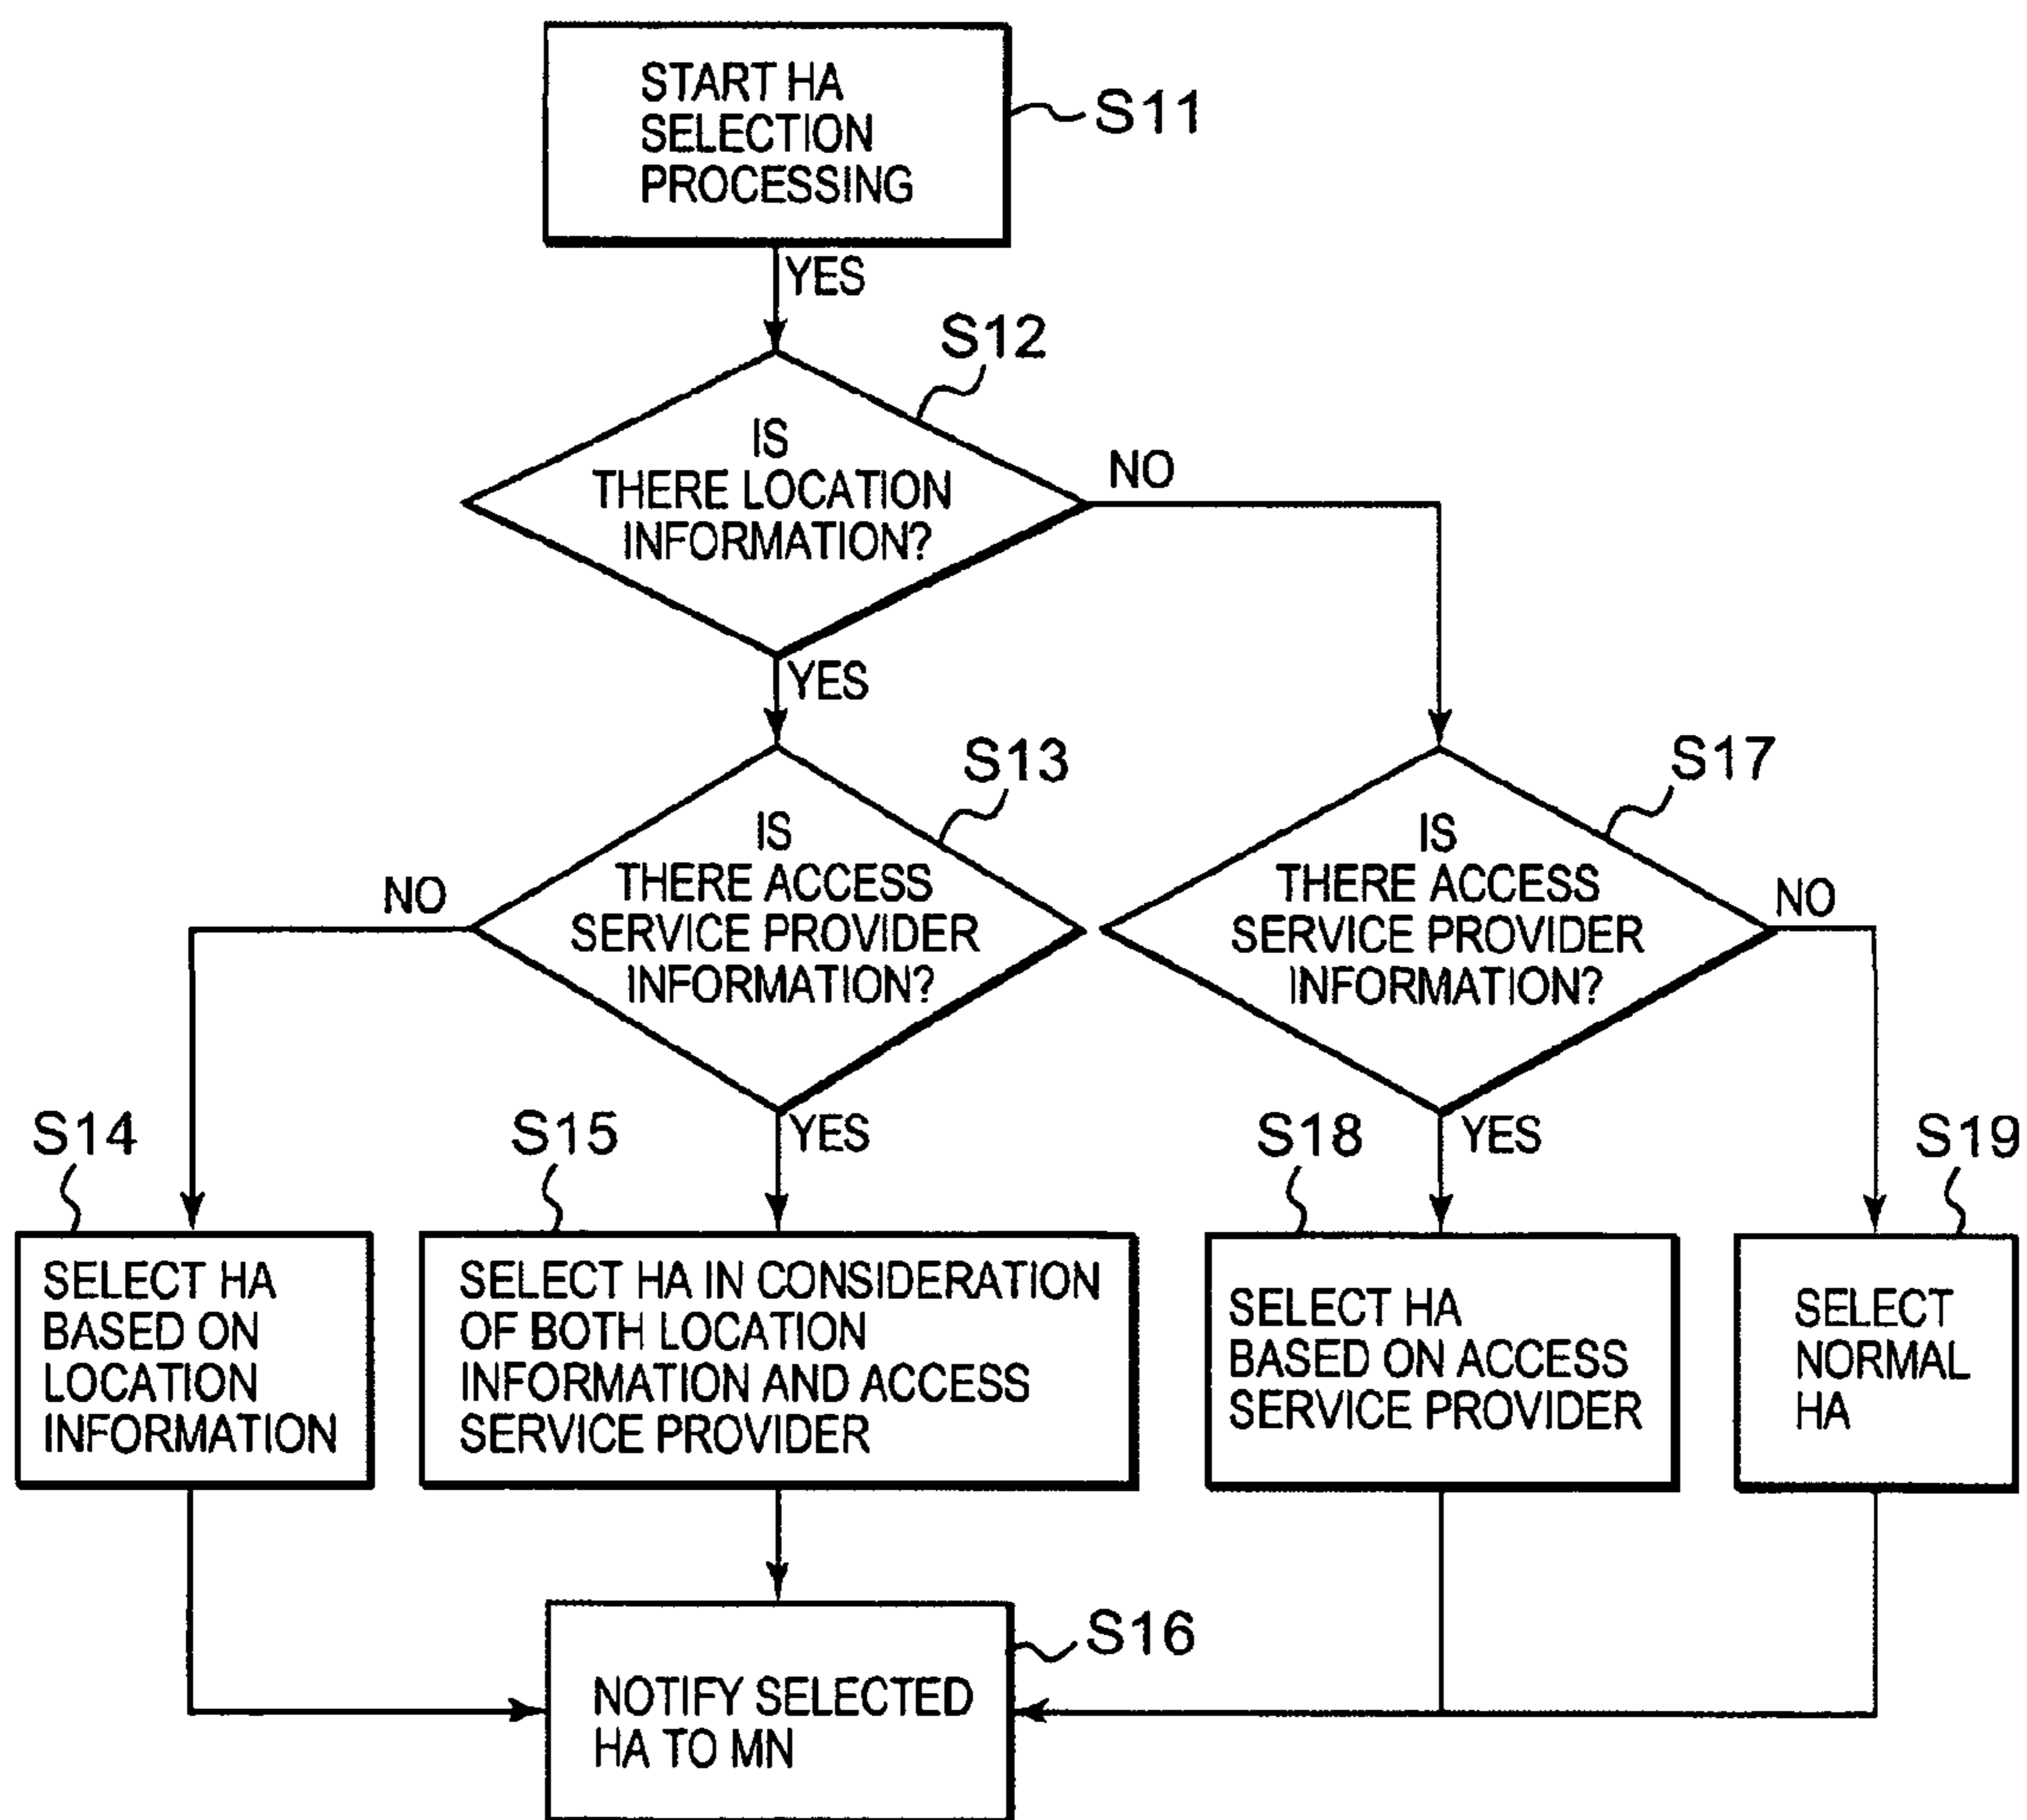 START HA
SELECTION
PROCESSING
S11
YES
S12
IS
THERE LOCATION
INFORMATION?
NO
YES
S13
IS
THERE ACCESS
SERVICE PROVIDER
INFORMATION?
NO
YES
S17
IS
THERE ACCESS
SERVICE PROVIDER
INFORMATION?
NO
YES
S14
SELECT HA
BASED ON
LOCATION
INFORMATION
S15
SELECT HA IN CONSIDERATION
OF BOTH LOCATION
INFORMATION AND ACCESS
SERVICE PROVIDER
S18
SELECT HA
BASED ON ACCESS
SERVICE PROVIDER
S19
SELECT
NORMAL
HA
S16
NOTIFY SELECTED
HA TO MN